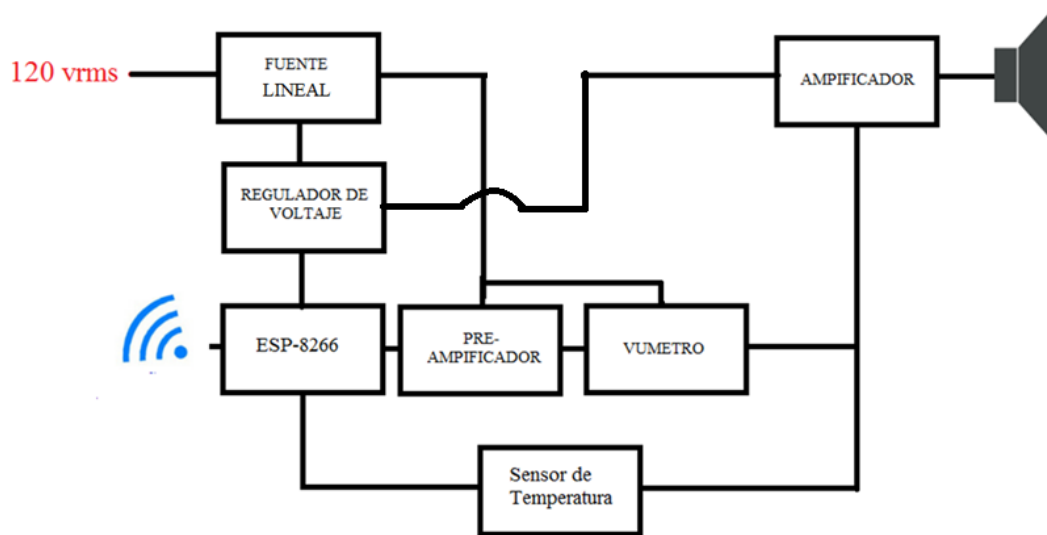 120 vrms
FUENTE
LINEAL
AMPIFICADOR
REGULADOR DE
VOLTAJE
ESP-8266
PRE-
AMPIFICADOR
VUMETRO
Sensor de
Temperatura